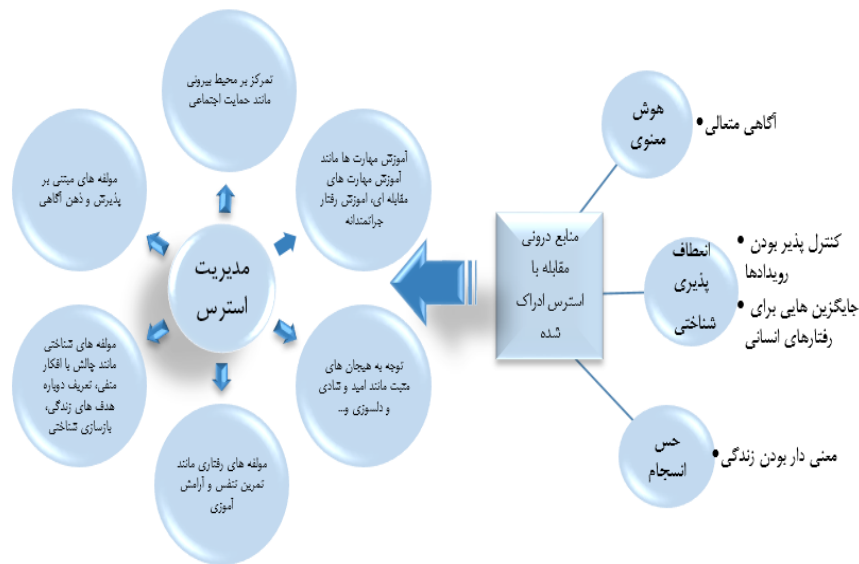 هوش
معنوی
•آگاهی متعالی
انعطاف
پذیری
شناختی
•کنترل پذیر بودن
رویدادها
•جایگزین هایی برای
رفتارهای انسانی
حس
انسجام
•معنی دار بودن زندگی
منابع درونی
مقابله با
استرس ادراک
شده
مدیریت
استرس
تمرکز بر محیط بیرونی
مانند حمایت اجتماعی
آموزش مهارت ها مانند
آموزش مهارت های
مقابله ای، اموزش رفتار
جراتمندانه
توجه به هیجان های
مثبت مانند امید و شادی
و دلسوزی و...
مولفه های رفتاری مانند
تمرین تنفس و آرامش
آموزی
مولفه های شناختی
مانند چالش با افکار
منفی، تعریف دوباره
هدف های زندگی،
بازسازی شناختی
مولفه های مبتنی بر
پذیرش و ذهن آگاهی